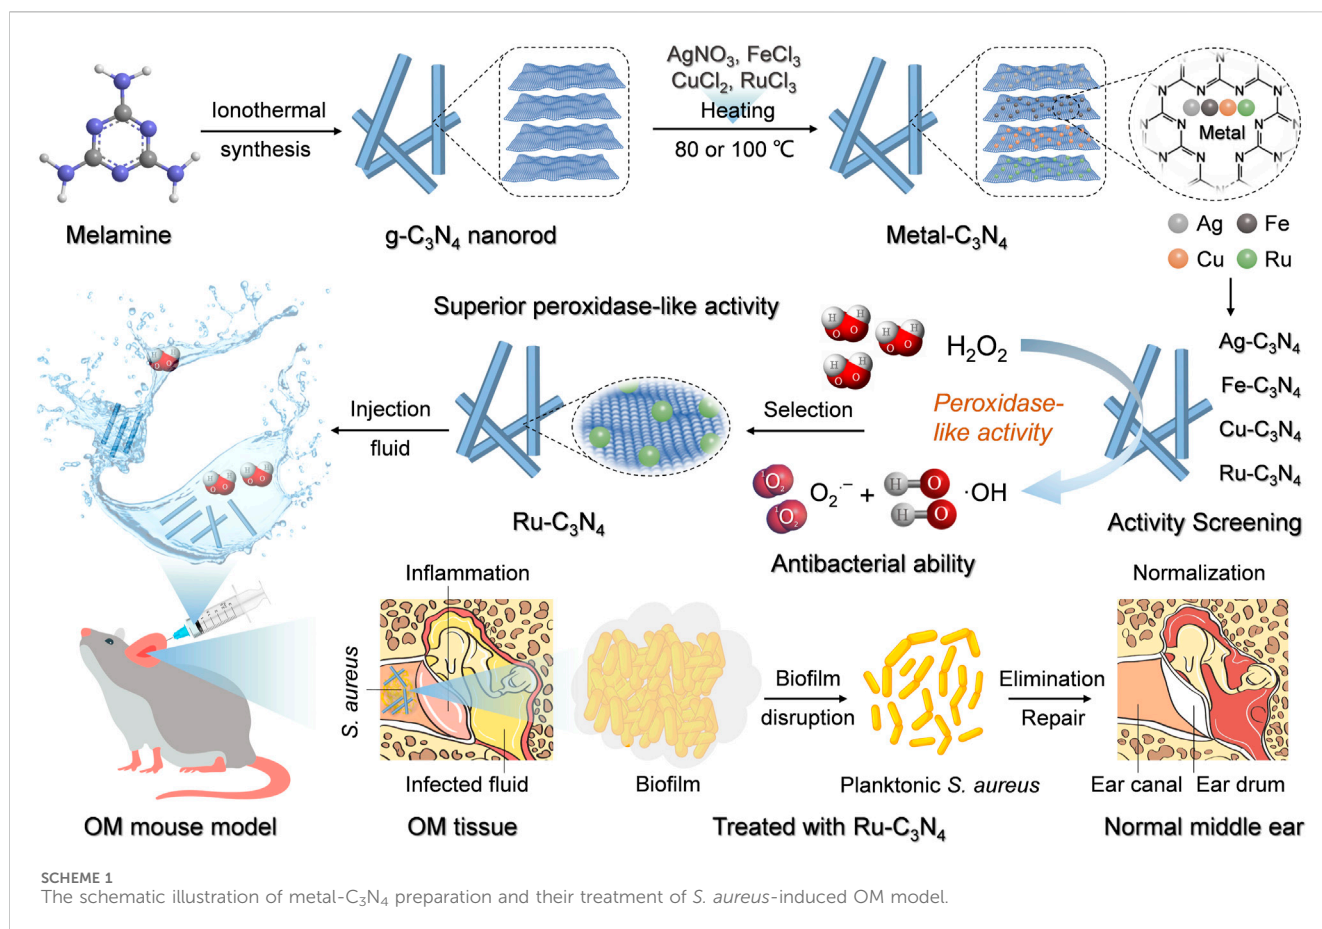 AgNO₃, FeCl₃
CuCl₂, RuCl₃
Ionothermal
synthesis
Heating
80 or 100 ℃
N
N
N
N
N
N
N
N
N
N
N
Metal
Melamine
g-C₃N₄ nanorod
Metal-C₃N₄
Ag
Fe
Cu
Ru
Superior peroxidase-like activity
H H
O O
H H
O O
H H
O O
H₂O₂
Ag-C₃N₄
Fe-C₃N₄
Cu-C₃N₄
Ru-C₃N₄
Injection
fluid
Selection
Peroxidase-
like activity
¹O₂
¹O₂
O₂·⁻ +
H O
H O
·OH
Ru-C₃N₄
Activity Screening
Antibacterial ability
H H
O O
H H
O O
H H
O O
Inflammation
Normalization
S. aureus
Biofilm
disruption
Elimination
Repair
Infected fluid
Biofilm
Planktonic S. aureus
Ear canal
Ear drum
OM mouse model
OM tissue
Treated with Ru-C₃N₄
Normal middle ear
SCHEME 1
The schematic illustration of metal-C₃N₄ preparation and their treatment of S. aureus-induced OM model.